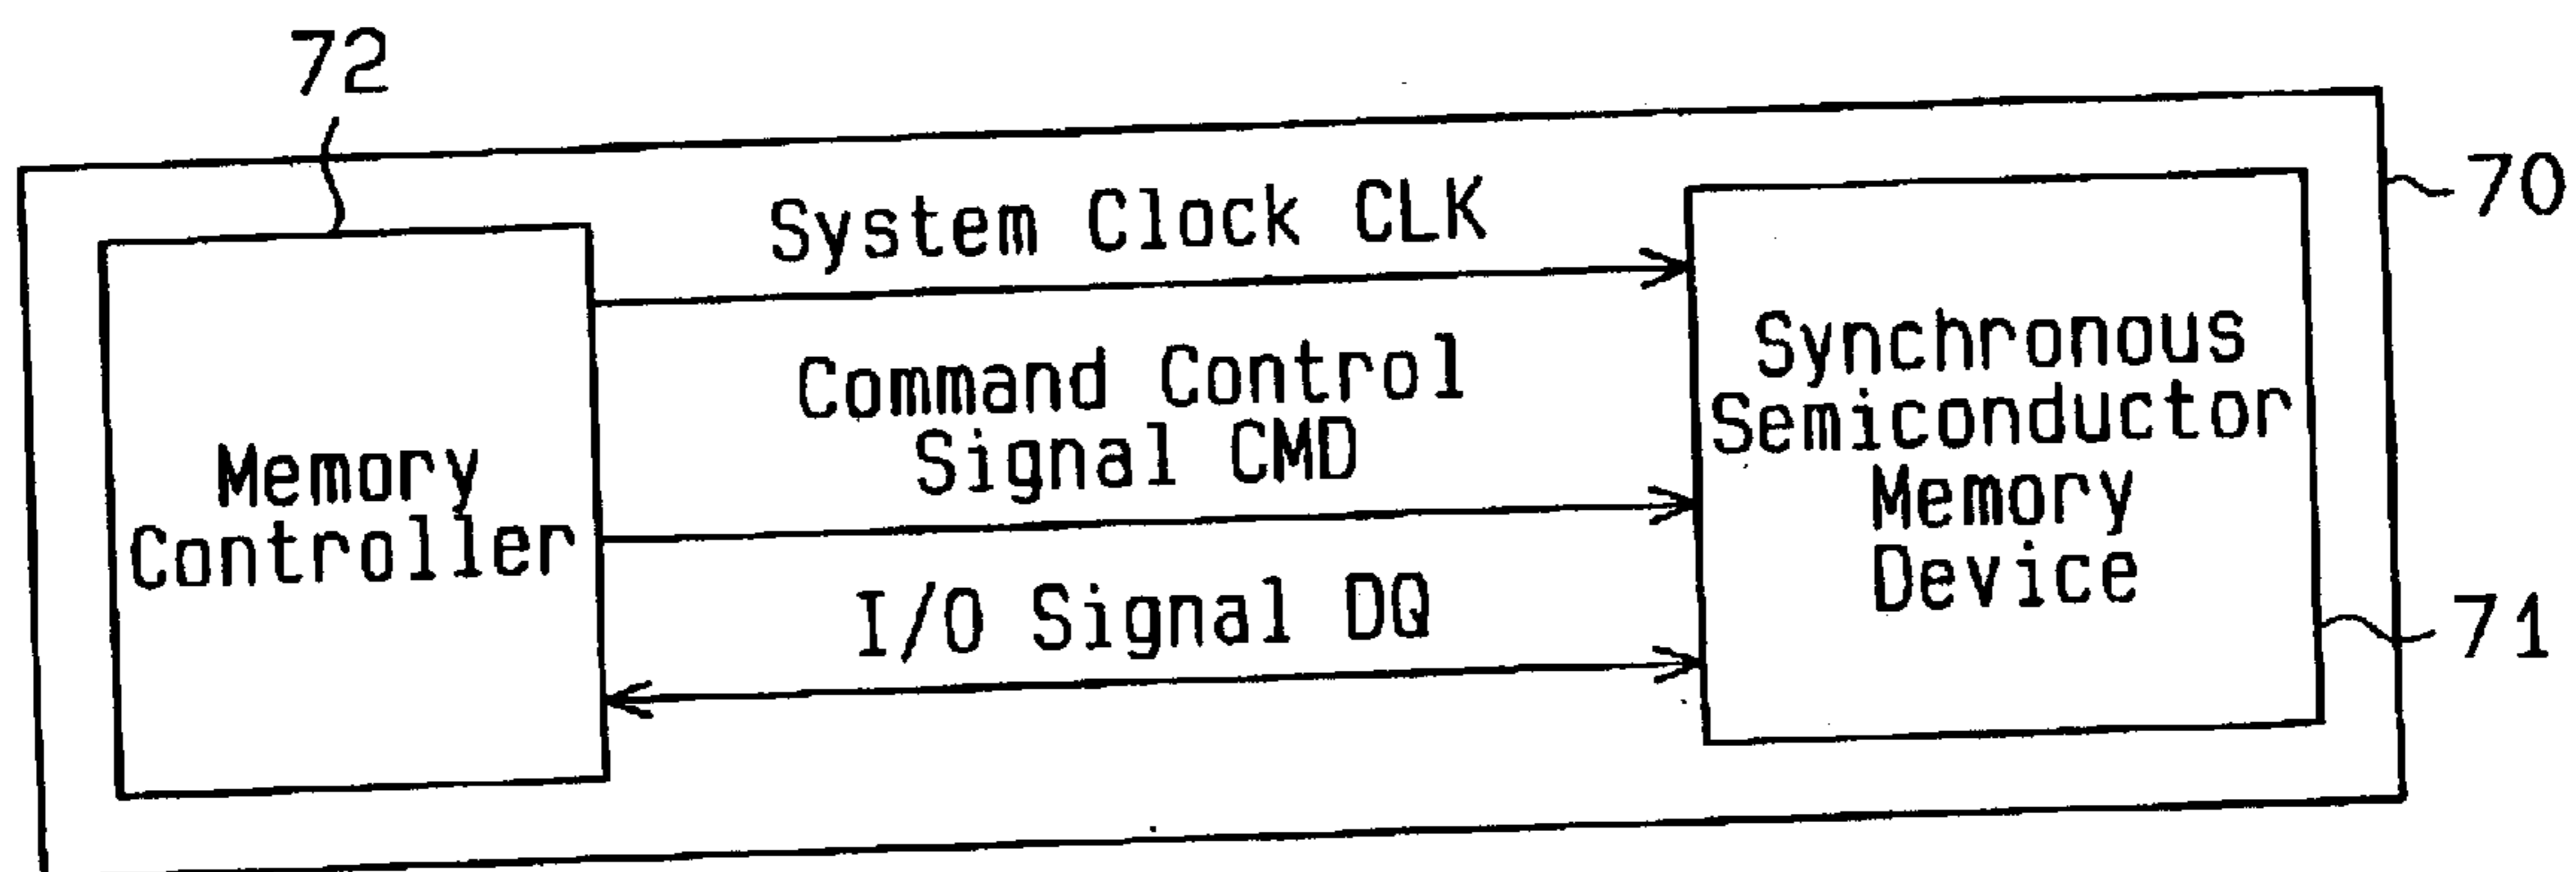 72
70
System Clock CLK
Command Control
Signal CMD
I/O Signal DQ
Memory
Controller
Synchronous
Semiconductor
Memory
Device
71